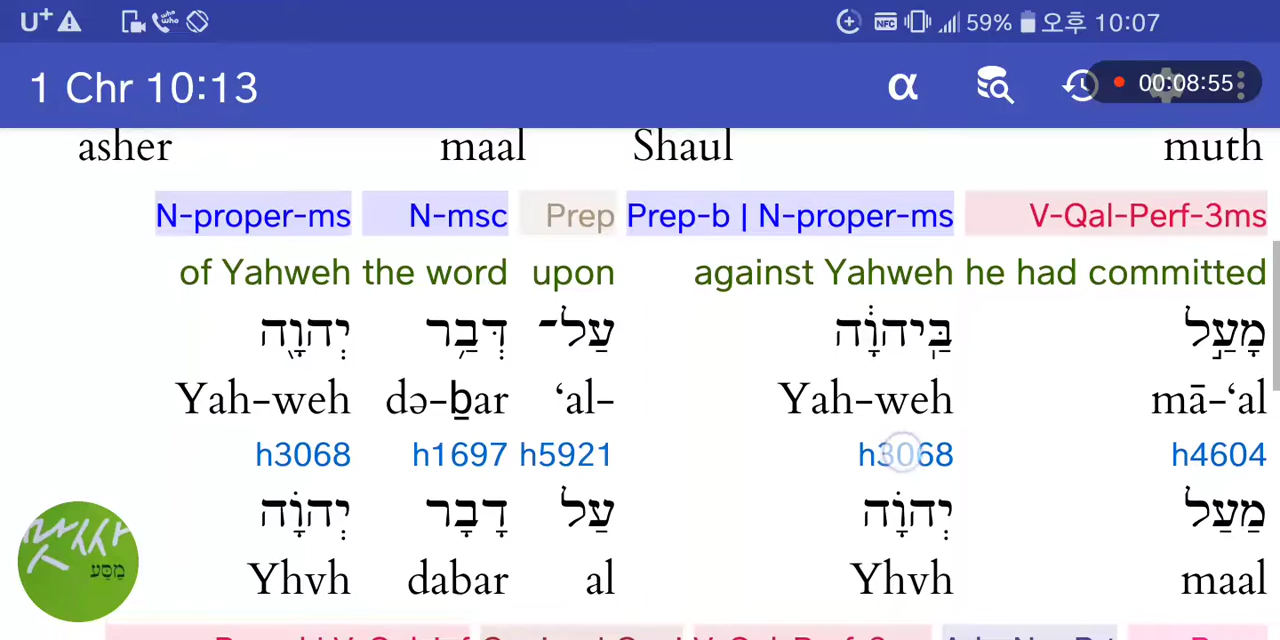 U+ 59% 오후 10:07
1 Chr 10:13 α 00:08:55
asher maal Shaul muth
N-proper-ms N-msc Prep Prep-b | N-proper-ms V-Qal-Perf-3ms
of Yahweh the word upon against Yahweh he had committed
יְהוָ֖ה דְּבַ֥ר עַל־ בַּֽיהוָ֔ה מָעַ֣ל
Yah-weh də-ḇar ‘al- Yah-weh mā-‘al
h3068 h1697 h5921 h3068 h4604
יְהוָֹה דָבָר עַל יְהוָֹה מַעַל
Yhvh dabar al Yhvh maal
מַסַּע